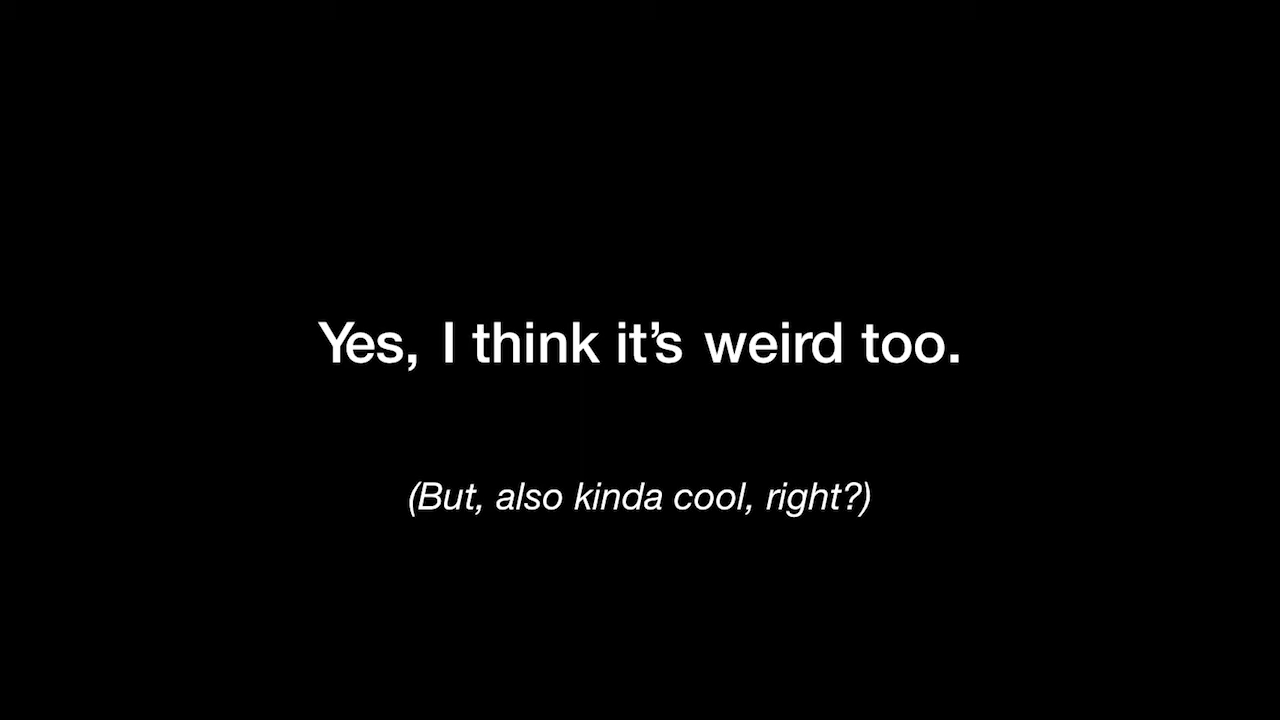 Yes, I think it’s weird too.
(But, also kinda cool, right?)